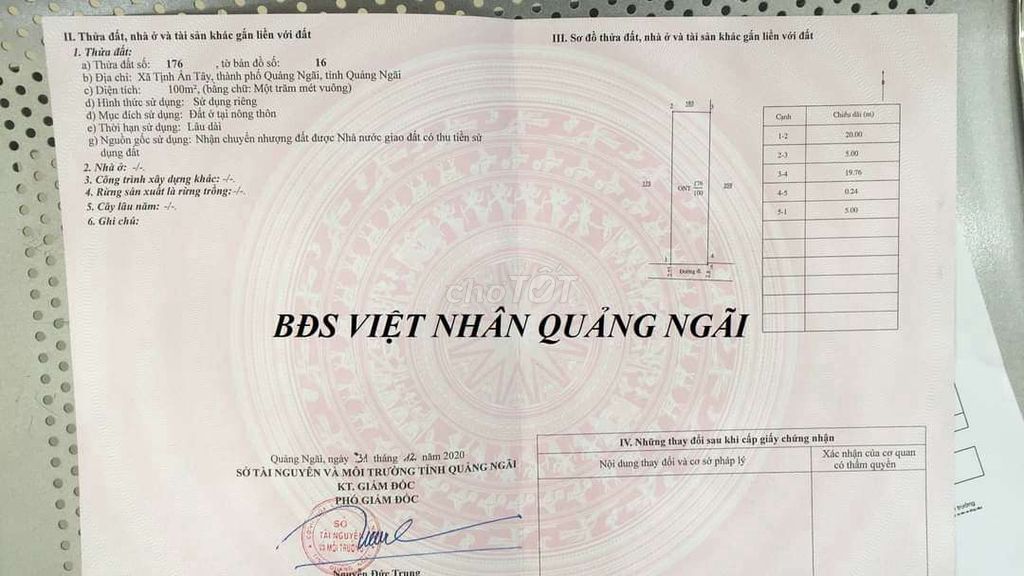 II. Thửa đất, nhà ở và tài sản khác gắn liền với đất
1. Thửa đất:
a) Thửa đất số: 176 , tờ bản đồ số: 16
b) Địa chỉ: Xã Tịnh Ấn Tây, thành phố Quảng Ngãi, tỉnh Quảng Ngãi
c) Diện tích: 100m², (bằng chữ: Một trăm mét vuông)
d) Hình thức sử dụng: Sử dụng riêng
đ) Mục đích sử dụng: Đất ở tại nông thôn
e) Thời hạn sử dụng: Lâu dài
g) Nguồn gốc sử dụng: Nhận chuyển nhượng đất được Nhà nước giao đất có thu tiền sử
dụng đất
2. Nhà ở: -/-.
3. Công trình xây dựng khác: -/-.
4. Rừng sản xuất là rừng trồng:-/-.
5. Cây lâu năm: -/-.
6. Ghi chú:
III. Sơ đồ thửa đất, nhà ở và tài sản khác gắn liền với đất
2 180 3
ONT 176
100
1 4
Đường đi
Cạnh Chiều dài (m)
1-2 20.00
2-3 5.00
3-4 19.76
4-5 0.24
5-1 5.00
choTỐT
BĐS VIỆT NHÂN QUẢNG NGÃI
Quảng Ngãi, ngày 31 tháng 12 năm 2020
SỞ TÀI NGUYÊN VÀ MÔI TRƯỜNG TỈNH QUẢNG NGÃI
KT. GIÁM ĐỐC
PHÓ GIÁM ĐỐC
SỞ
TÀI NGUYÊN
VÀ MÔI TRƯỜNG
Nguyễn Đức Trung
IV. Những thay đổi sau khi cấp giấy chứng nhận
Nội dung thay đổi và cơ sở pháp lý
Xác nhận của cơ quan
có thẩm quyền